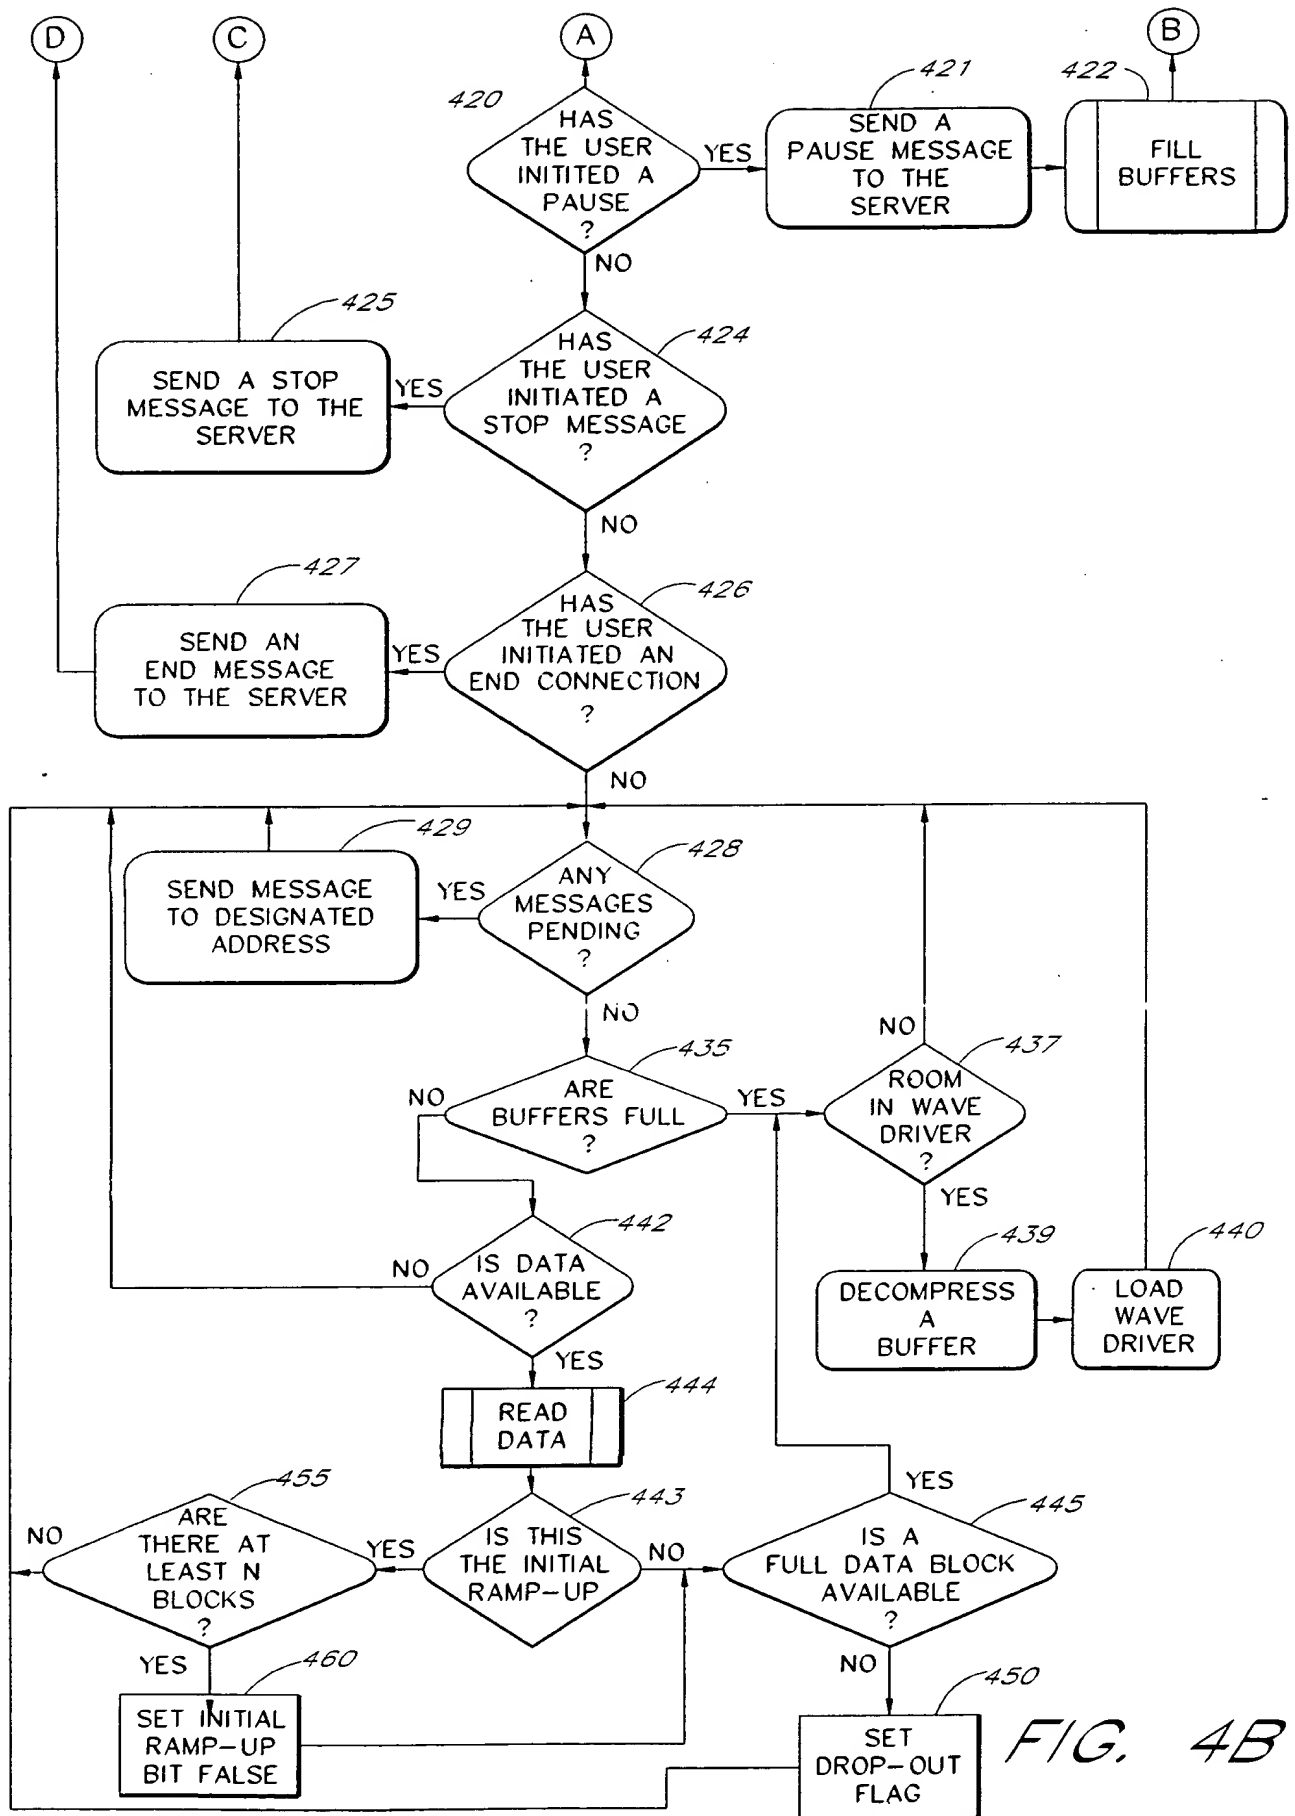 D
C
A
B
420
HAS
THE USER
INITITED A
PAUSE
?
YES
421
SEND A
PAUSE MESSAGE
TO THE
SERVER
422
FILL
BUFFERS
NO
425
SEND A STOP
MESSAGE TO THE
SERVER
YES
424
HAS
THE USER
INITIATED A
STOP MESSAGE
?
NO
427
SEND AN
END MESSAGE
TO THE SERVER
YES
426
HAS
THE USER
INITIATED AN
END CONNECTION
?
NO
429
SEND MESSAGE
TO DESIGNATED
ADDRESS
YES
428
ANY
MESSAGES
PENDING
?
NO
435
NO
ARE
BUFFERS FULL
?
YES
NO
437
ROOM
IN WAVE
DRIVER
?
YES
442
NO
IS DATA
AVAILABLE
?
YES
439
DECOMPRESS
A
BUFFER
440
LOAD
WAVE
DRIVER
444
READ
DATA
455
NO
ARE
THERE AT
LEAST N
BLOCKS
?
YES
443
IS THIS
THE INITIAL
RAMP-UP
NO
YES
445
IS A
FULL DATA BLOCK
AVAILABLE
?
YES
460
SET INITIAL
RAMP-UP
BIT FALSE
NO
450
SET
DROP-OUT
FLAG
FIG. 4B